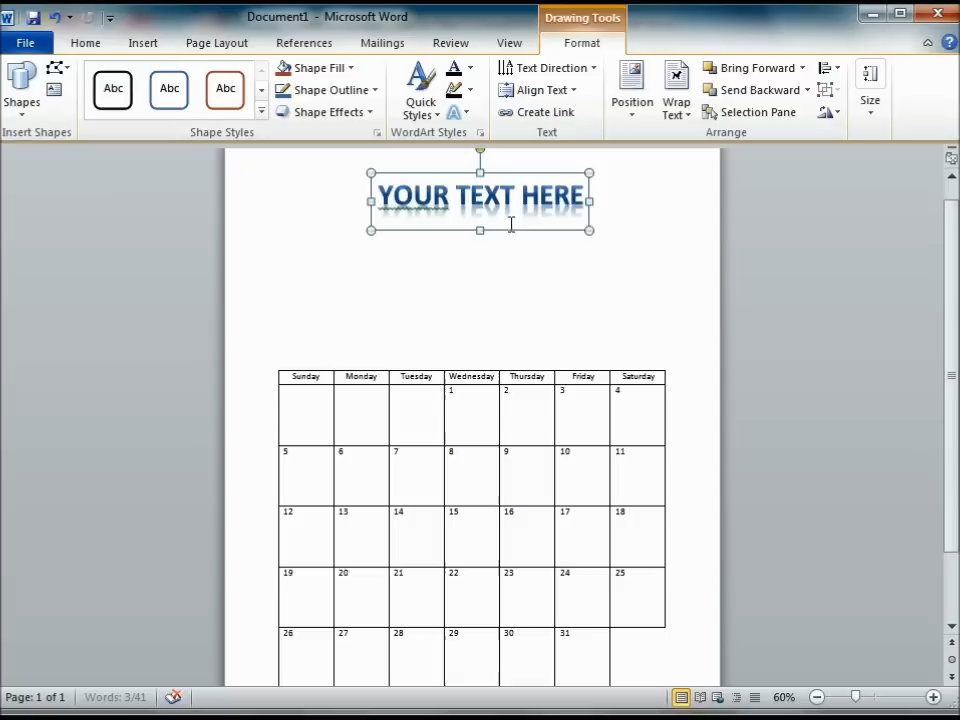 Document1 - Microsoft Word
Drawing Tools
File Home Insert Page Layout References Mailings Review View Format
Shapes
Insert Shapes
Abc Abc Abc
Shape Fill
Shape Outline
Shape Effects
Shape Styles
Quick Styles
WordArt Styles
Text Direction
Align Text
Create Link
Text
Position
Wrap Text
Bring Forward
Send Backward
Selection Pane
Arrange
Size
YOUR TEXT HERE
Sunday Monday Tuesday Wednesday Thursday Friday Saturday
1 2 3 4
5 6 7 8 9 10 11
12 13 14 15 16 17 18
19 20 21 22 23 24 25
26 27 28 29 30 31
Page: 1 of 1 Words: 3/41 60%